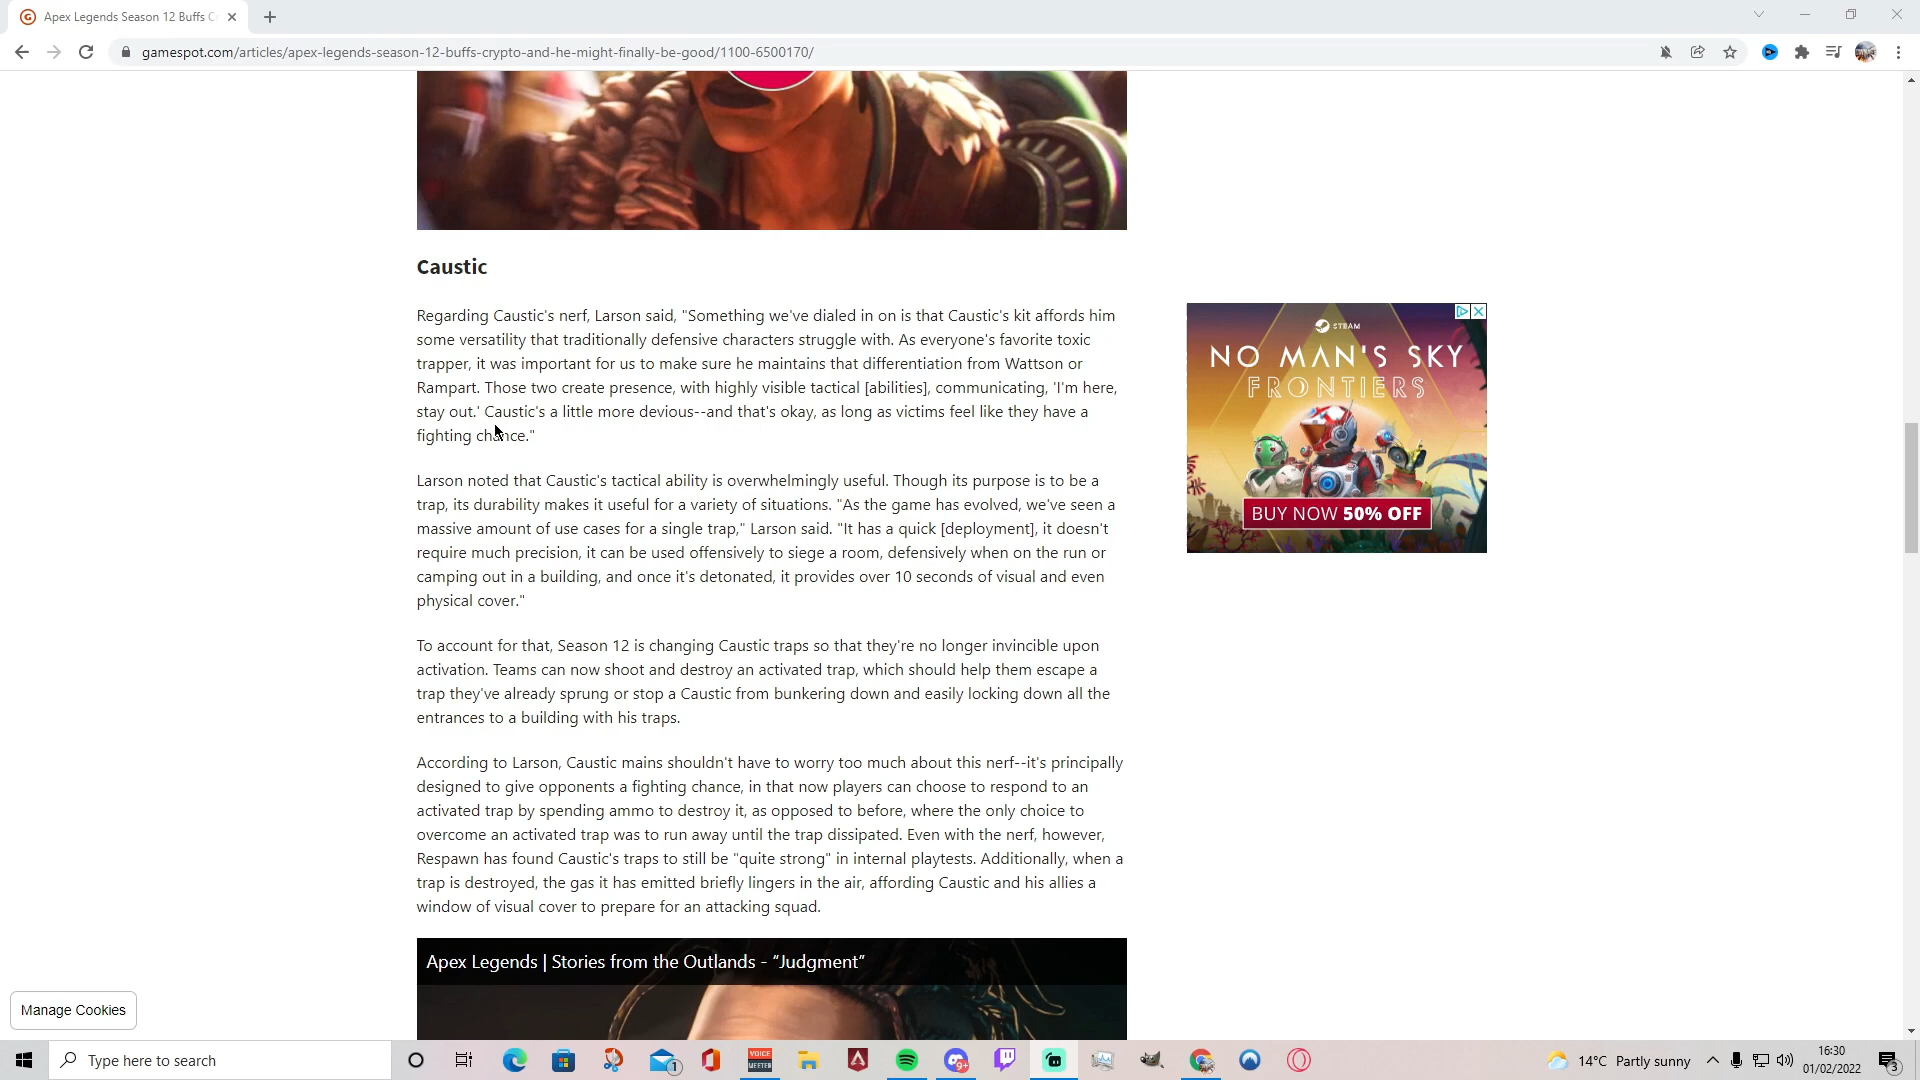 Apex Legends Season 12 Buffs C
gamespot.com/articles/apex-legends-season-12-buffs-crypto-and-he-might-finally-be-good/1100-6500170/
Caustic
Regarding Caustic's nerf, Larson said, "Something we've dialed in on is that Caustic's kit affords him
some versatility that traditionally defensive characters struggle with. As everyone's favorite toxic
trapper, it was important for us to make sure he maintains that differentiation from Wattson or
Rampart. Those two create presence, with highly visible tactical [abilities], communicating, 'I'm here,
stay out.' Caustic's a little more devious--and that's okay, as long as victims feel like they have a
fighting chance."
STEAM
NO MAN'S SKY
FRONTIERS
BUY NOW 50% OFF
Larson noted that Caustic's tactical ability is overwhelmingly useful. Though its purpose is to be a
trap, its durability makes it useful for a variety of situations. "As the game has evolved, we've seen a
massive amount of use cases for a single trap," Larson said. "It has a quick [deployment], it doesn't
require much precision, it can be used offensively to siege a room, defensively when on the run or
camping out in a building, and once it's detonated, it provides over 10 seconds of visual and even
physical cover."
To account for that, Season 12 is changing Caustic traps so that they're no longer invincible upon
activation. Teams can now shoot and destroy an activated trap, which should help them escape a
trap they've already sprung or stop a Caustic from bunkering down and easily locking down all the
entrances to a building with his traps.
According to Larson, Caustic mains shouldn't have to worry too much about this nerf--it's principally
designed to give opponents a fighting chance, in that now players can choose to respond to an
activated trap by spending ammo to destroy it, as opposed to before, where the only choice to
overcome an activated trap was to run away until the trap dissipated. Even with the nerf, however,
Respawn has found Caustic's traps to still be "quite strong" in internal playtests. Additionally, when a
trap is destroyed, the gas it has emitted briefly lingers in the air, affording Caustic and his allies a
window of visual cover to prepare for an attacking squad.
Apex Legends | Stories from the Outlands - “Judgment”
Manage Cookies
Type here to search
1
VOICE
MEETER
9+
14°C Partly sunny
16:30
01/02/2022
3